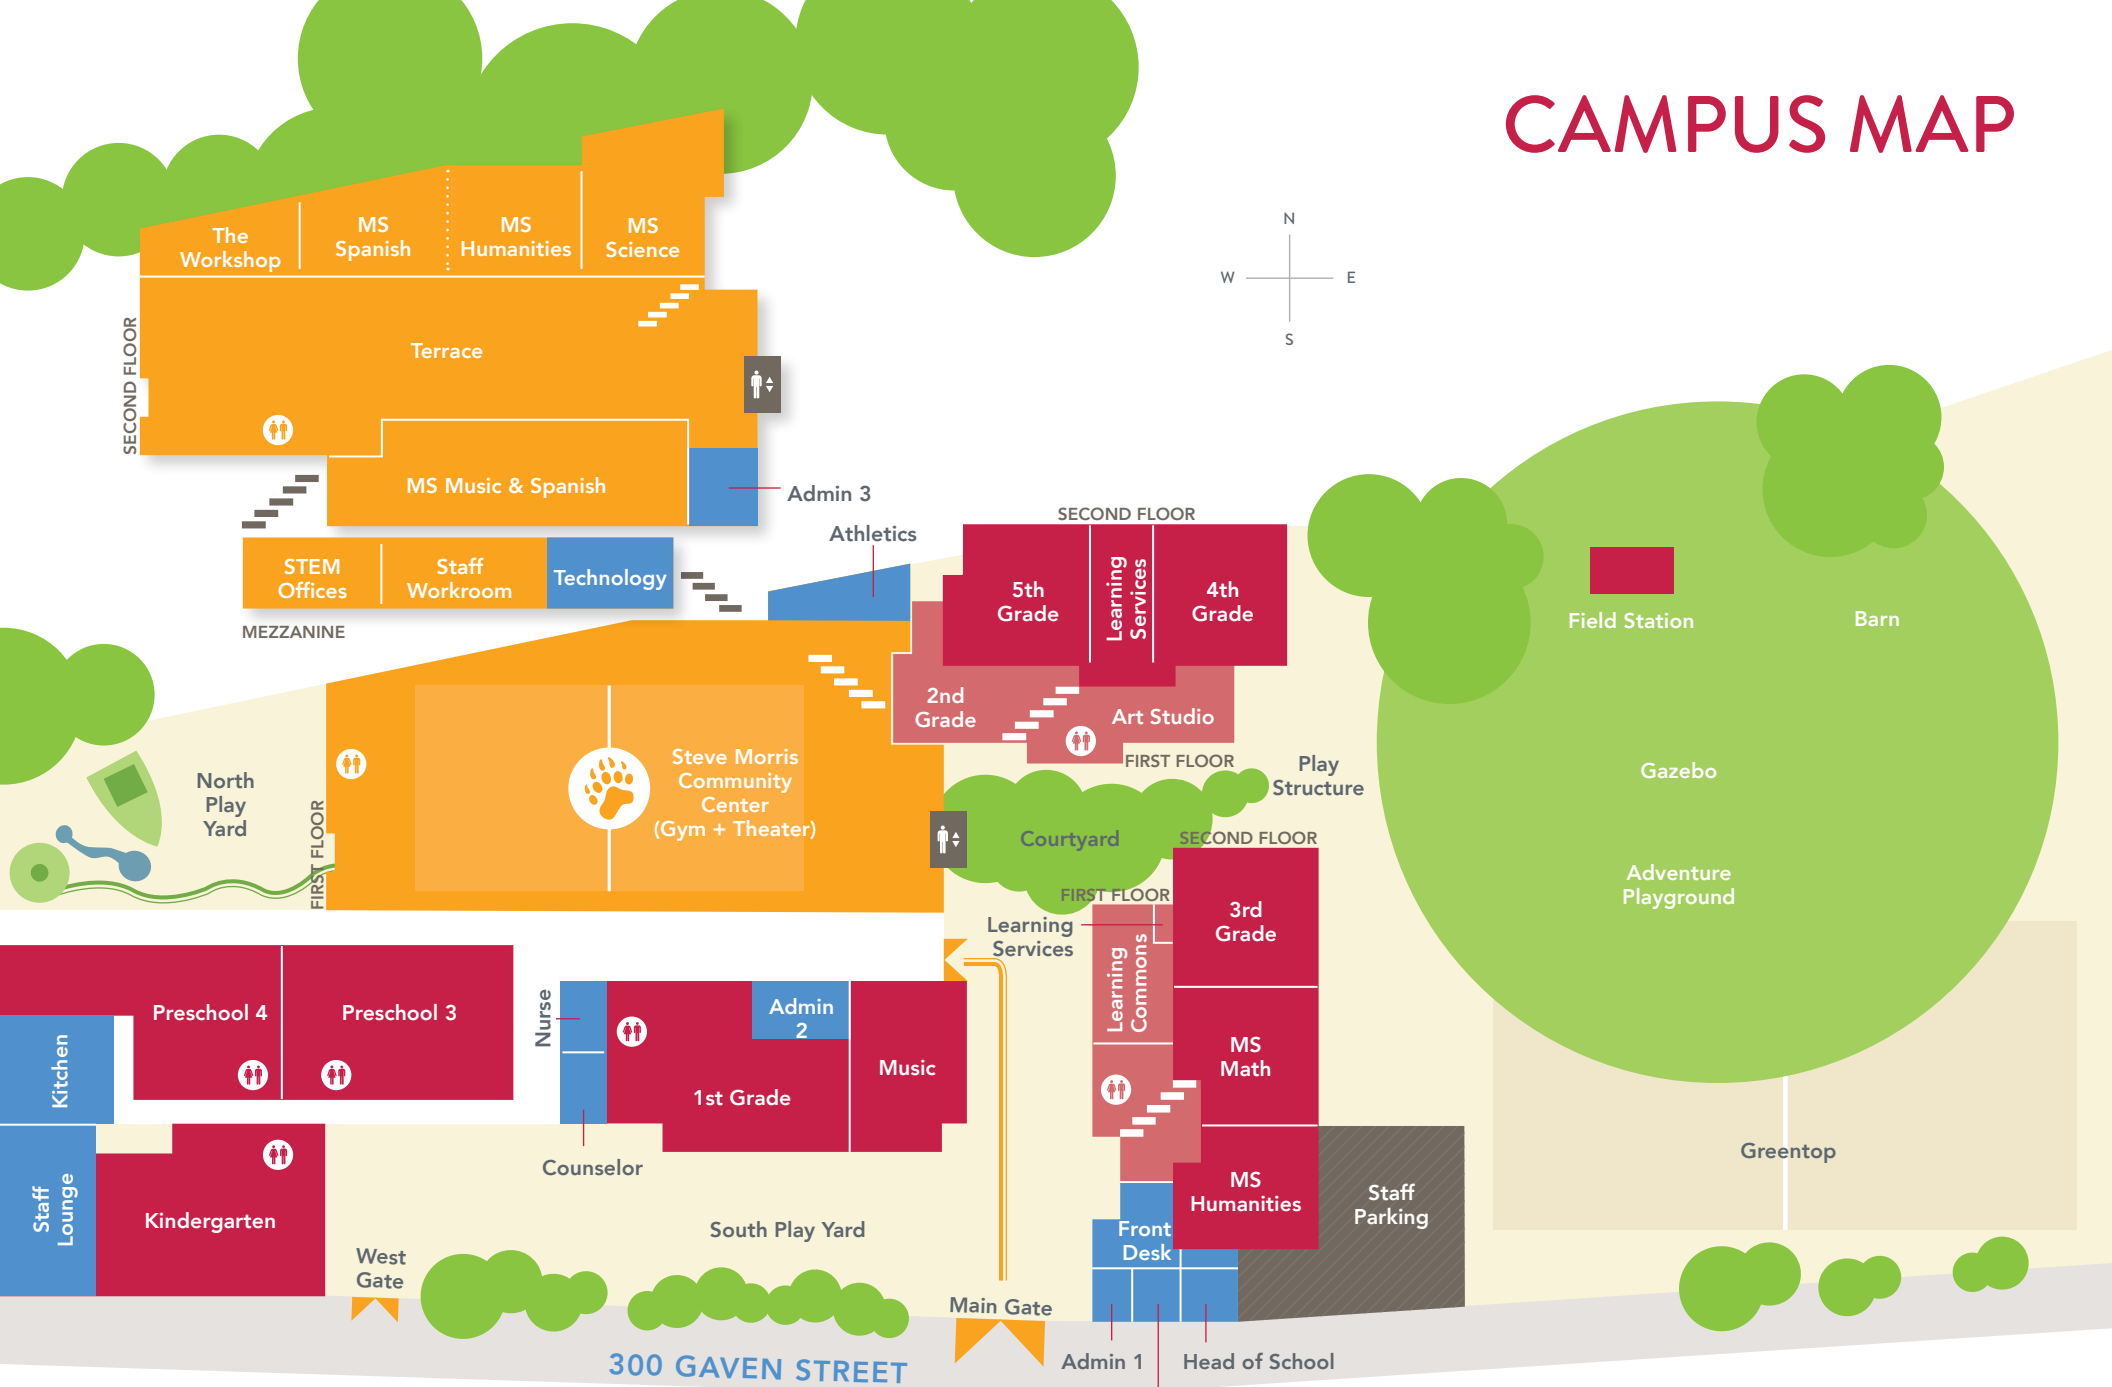 CAMPUS MAP
N
W
E
S
The
Workshop
MS
Spanish
MS
Humanities
MS
Science
SECOND FLOOR
Terrace
MS Music & Spanish
Admin 3
Athletics
STEM
Offices
Staff
Workroom
Technology
MEZZANINE
SECOND FLOOR
5th
Grade
Learning
Services
4th
Grade
2nd
Grade
Art Studio
FIRST FLOOR
Field Station
Barn
North
Play
Yard
FIRST FLOOR
Steve Morris
Community
Center
(Gym + Theater)
Play
Structure
Gazebo
Courtyard
SECOND FLOOR
FIRST FLOOR
Adventure
Playground
Learning
Services
3rd
Grade
Learning
Commons
Preschool 4
Preschool 3
Nurse
Admin
2
Music
MS
Math
Kitchen
1st Grade
Counselor
Greentop
Staff
Lounge
Kindergarten
South Play Yard
MS
Humanities
Staff
Parking
Front
Desk
West
Gate
Main Gate
Admin 1
Head of School
300 GAVEN STREET